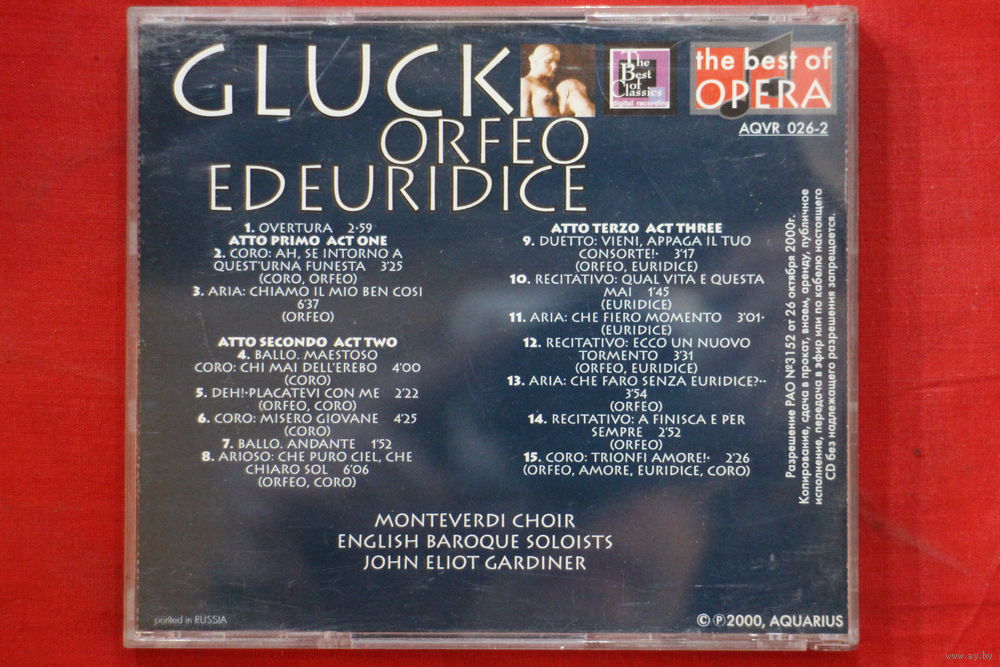 GLUCK
ORFEO
ED EURIDICE
The
Best
of
Classics
digital recording
the best of
OPERA
AQVR 026-2
1. OVERTURA 2·59
ATTO PRIMO ACT ONE
2. CORO: AH, SE INTORNO A
QUEST'URNA FUNESTA 3'25
(CORO, ORFEO)
3. ARIA: CHIAMO IL MIO BEN COSI
6'37
(ORFEO)
ATTO SECONDO ACT TWO
4. BALLO. MAESTOSO
CORO: CHI MAI DELL'EREBO 4'00
(CORO)
5. DEH!·PLACATEVI CON ME 2'22
(ORFEO, CORO)
6. CORO: MISERO GIOVANE 4'25
(CORO)
7. BALLO. ANDANTE 1'52
8. ARIOSO: CHE PURO CIEL, CHE
CHIARO SOL 6'06
(ORFEO, CORO)
ATTO TERZO ACT THREE
9. DUETTO: VIENI, APPAGA IL TUO
CONSORTE!· 3'17
(ORFEO, EURIDICE)
10. RECITATIVO: QUAL VITA E QUESTA
MAI 1'45
(EURIDICE)
11. ARIA: CHE FIERO MOMENTO 3'01·
(EURIDICE)
12. RECITATIVO: ECCO UN NUOVO
TORMENTO 3'31
(ORFEO, EURIDICE)
13. ARIA: CHE FARO SENZA EURIDICE?··
3'54
(ORFEO)
14. RECITATIVO: A FINISCA E PER
SEMPRE 2'52
(ORFEO)
15. CORO: TRIONFI AMORE!· 2'26
(ORFEO, AMORE, EURIDICE, CORO)
MONTEVERDI CHOIR
ENGLISH BAROQUE SOLOISTS
JOHN ELIOT GARDINER
Разрешение РАО №3152 от 26 октября 2000г.
Копирование, сдача в прокат, внаем, аренду, публичное
исполнение, передача в эфир или по кабелю настоящего
CD без надлежащего разрешения запрещается.
printed in RUSSIA
© ℗ 2000, AQUARIUS
www.ay.by